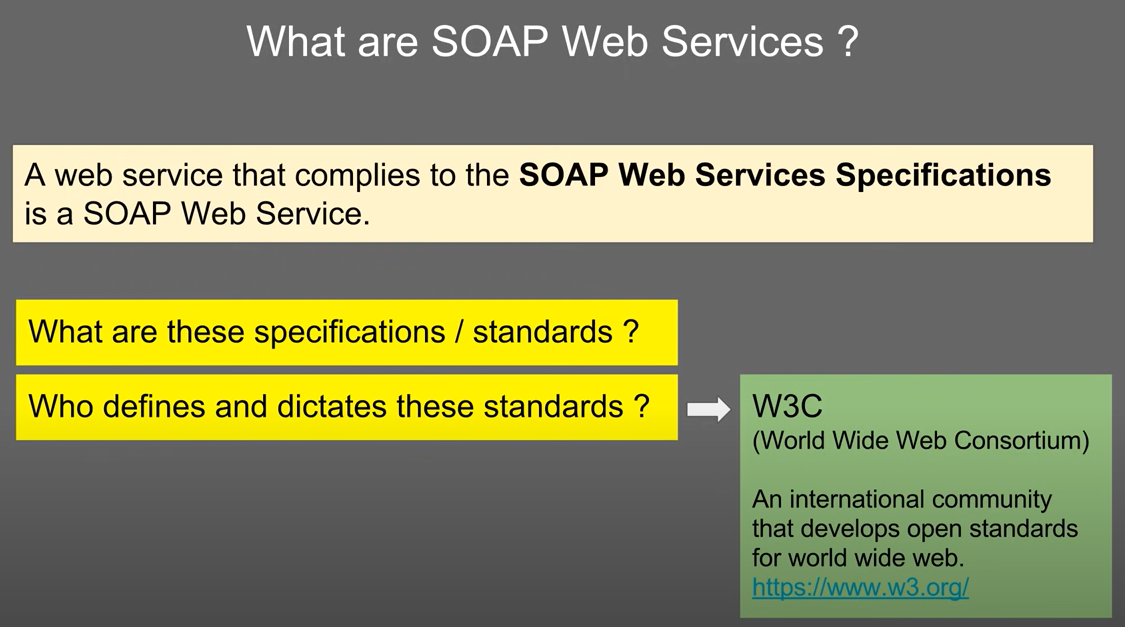 What are SOAP Web Services ?
A web service that complies to the SOAP Web Services Specifications
is a SOAP Web Service.
What are these specifications / standards ?
Who defines and dictates these standards ?
W3C
(World Wide Web Consortium)
An international community
that develops open standards
for world wide web.
https://www.w3.org/